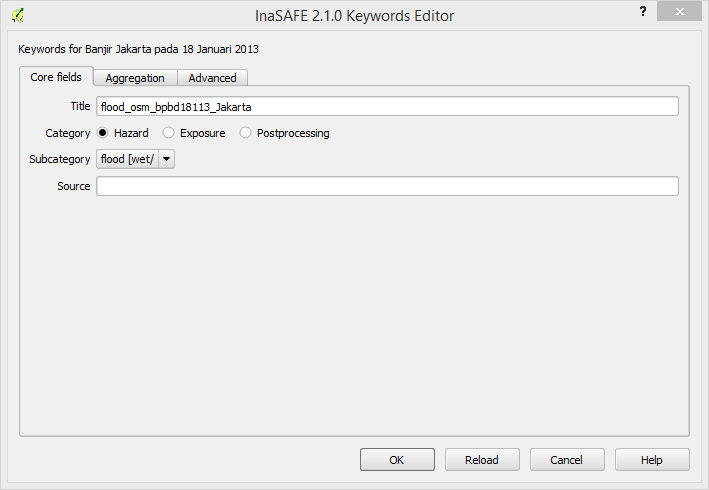 InaSAFE 2.1.0 Keywords Editor
?
Keywords for Banjir Jakarta pada 18 Januari 2013
Core fields Aggregation Advanced
Title flood_osm_bpbd18113_Jakarta
Category Hazard Exposure Postprocessing
Subcategory flood [wet/
Source
OK Reload Cancel Help